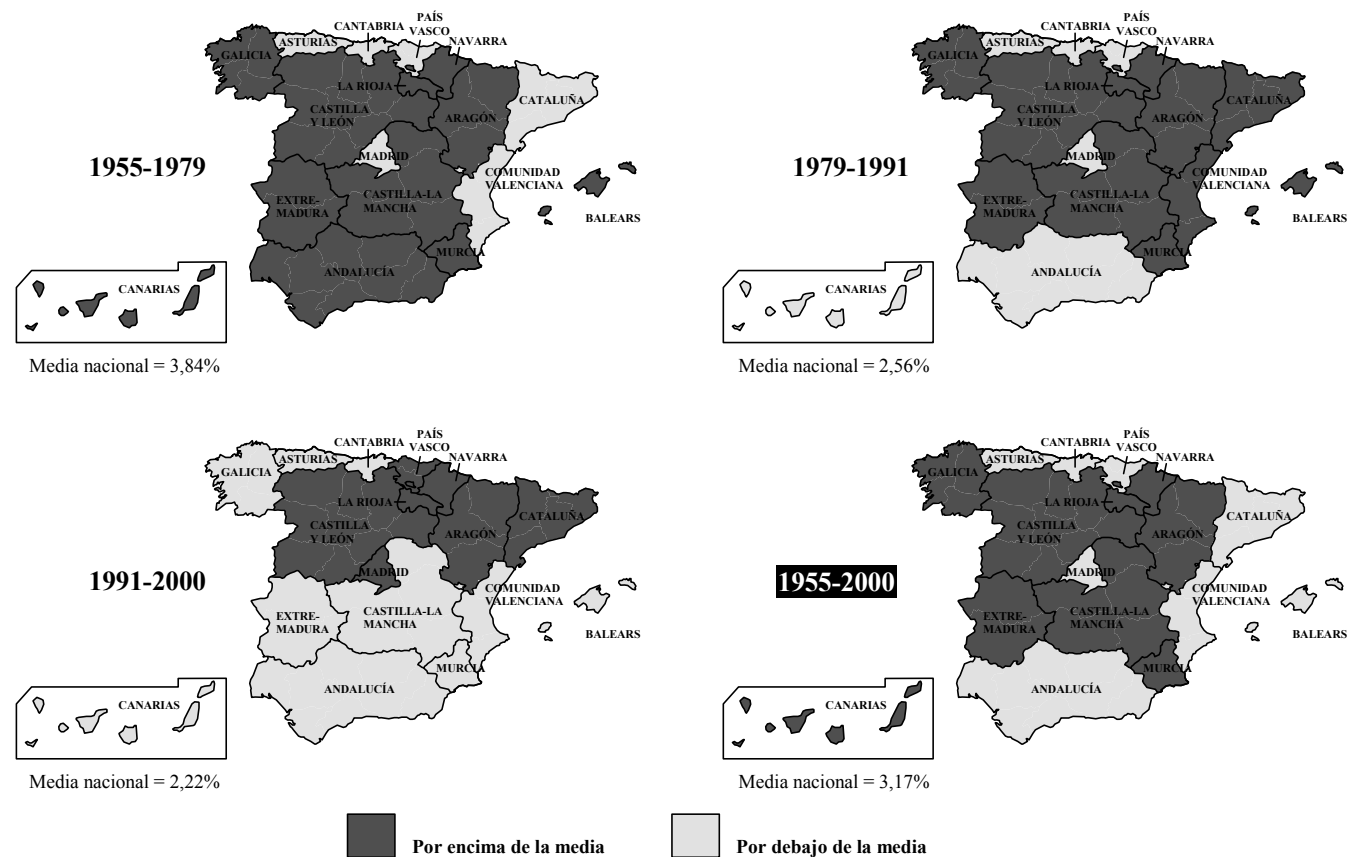 CANTABRIA
PAÍS
VASCO
ASTURIAS
NAVARRA
GALICIA
LA RIOJA
CATALUÑA
CASTILLA
Y LEÓN
ARAGÓN
MADRID
1955-1979
COMUNIDAD
VALENCIANA
EXTRE-
MADURA
CASTILLA-LA
MANCHA
BALEARS
MURCIA
ANDALUCÍA
CANARIAS
Media nacional = 3,84%
CANTABRIA
PAÍS
VASCO
ASTURIAS
NAVARRA
GALICIA
LA RIOJA
CATALUÑA
CASTILLA
Y LEÓN
ARAGÓN
MADRID
1979-1991
COMUNIDAD
VALENCIANA
EXTRE-
MADURA
CASTILLA-LA
MANCHA
BALEARS
MURCIA
ANDALUCÍA
CANARIAS
Media nacional = 2,56%
CANTABRIA
PAÍS
VASCO
ASTURIAS
NAVARRA
GALICIA
LA RIOJA
CATALUÑA
CASTILLA
Y LEÓN
ARAGÓN
MADRID
1991-2000
COMUNIDAD
VALENCIANA
EXTRE-
MADURA
CASTILLA-LA
MANCHA
BALEARS
MURCIA
ANDALUCÍA
CANARIAS
Media nacional = 2,22%
CANTABRIA
PAÍS
VASCO
ASTURIAS
NAVARRA
GALICIA
LA RIOJA
CATALUÑA
CASTILLA
Y LEÓN
ARAGÓN
MADRID
1955-2000
COMUNIDAD
VALENCIANA
EXTRE-
MADURA
CASTILLA-LA
MANCHA
BALEARS
MURCIA
ANDALUCÍA
CANARIAS
Media nacional = 3,17%
Por encima de la media
Por debajo de la media